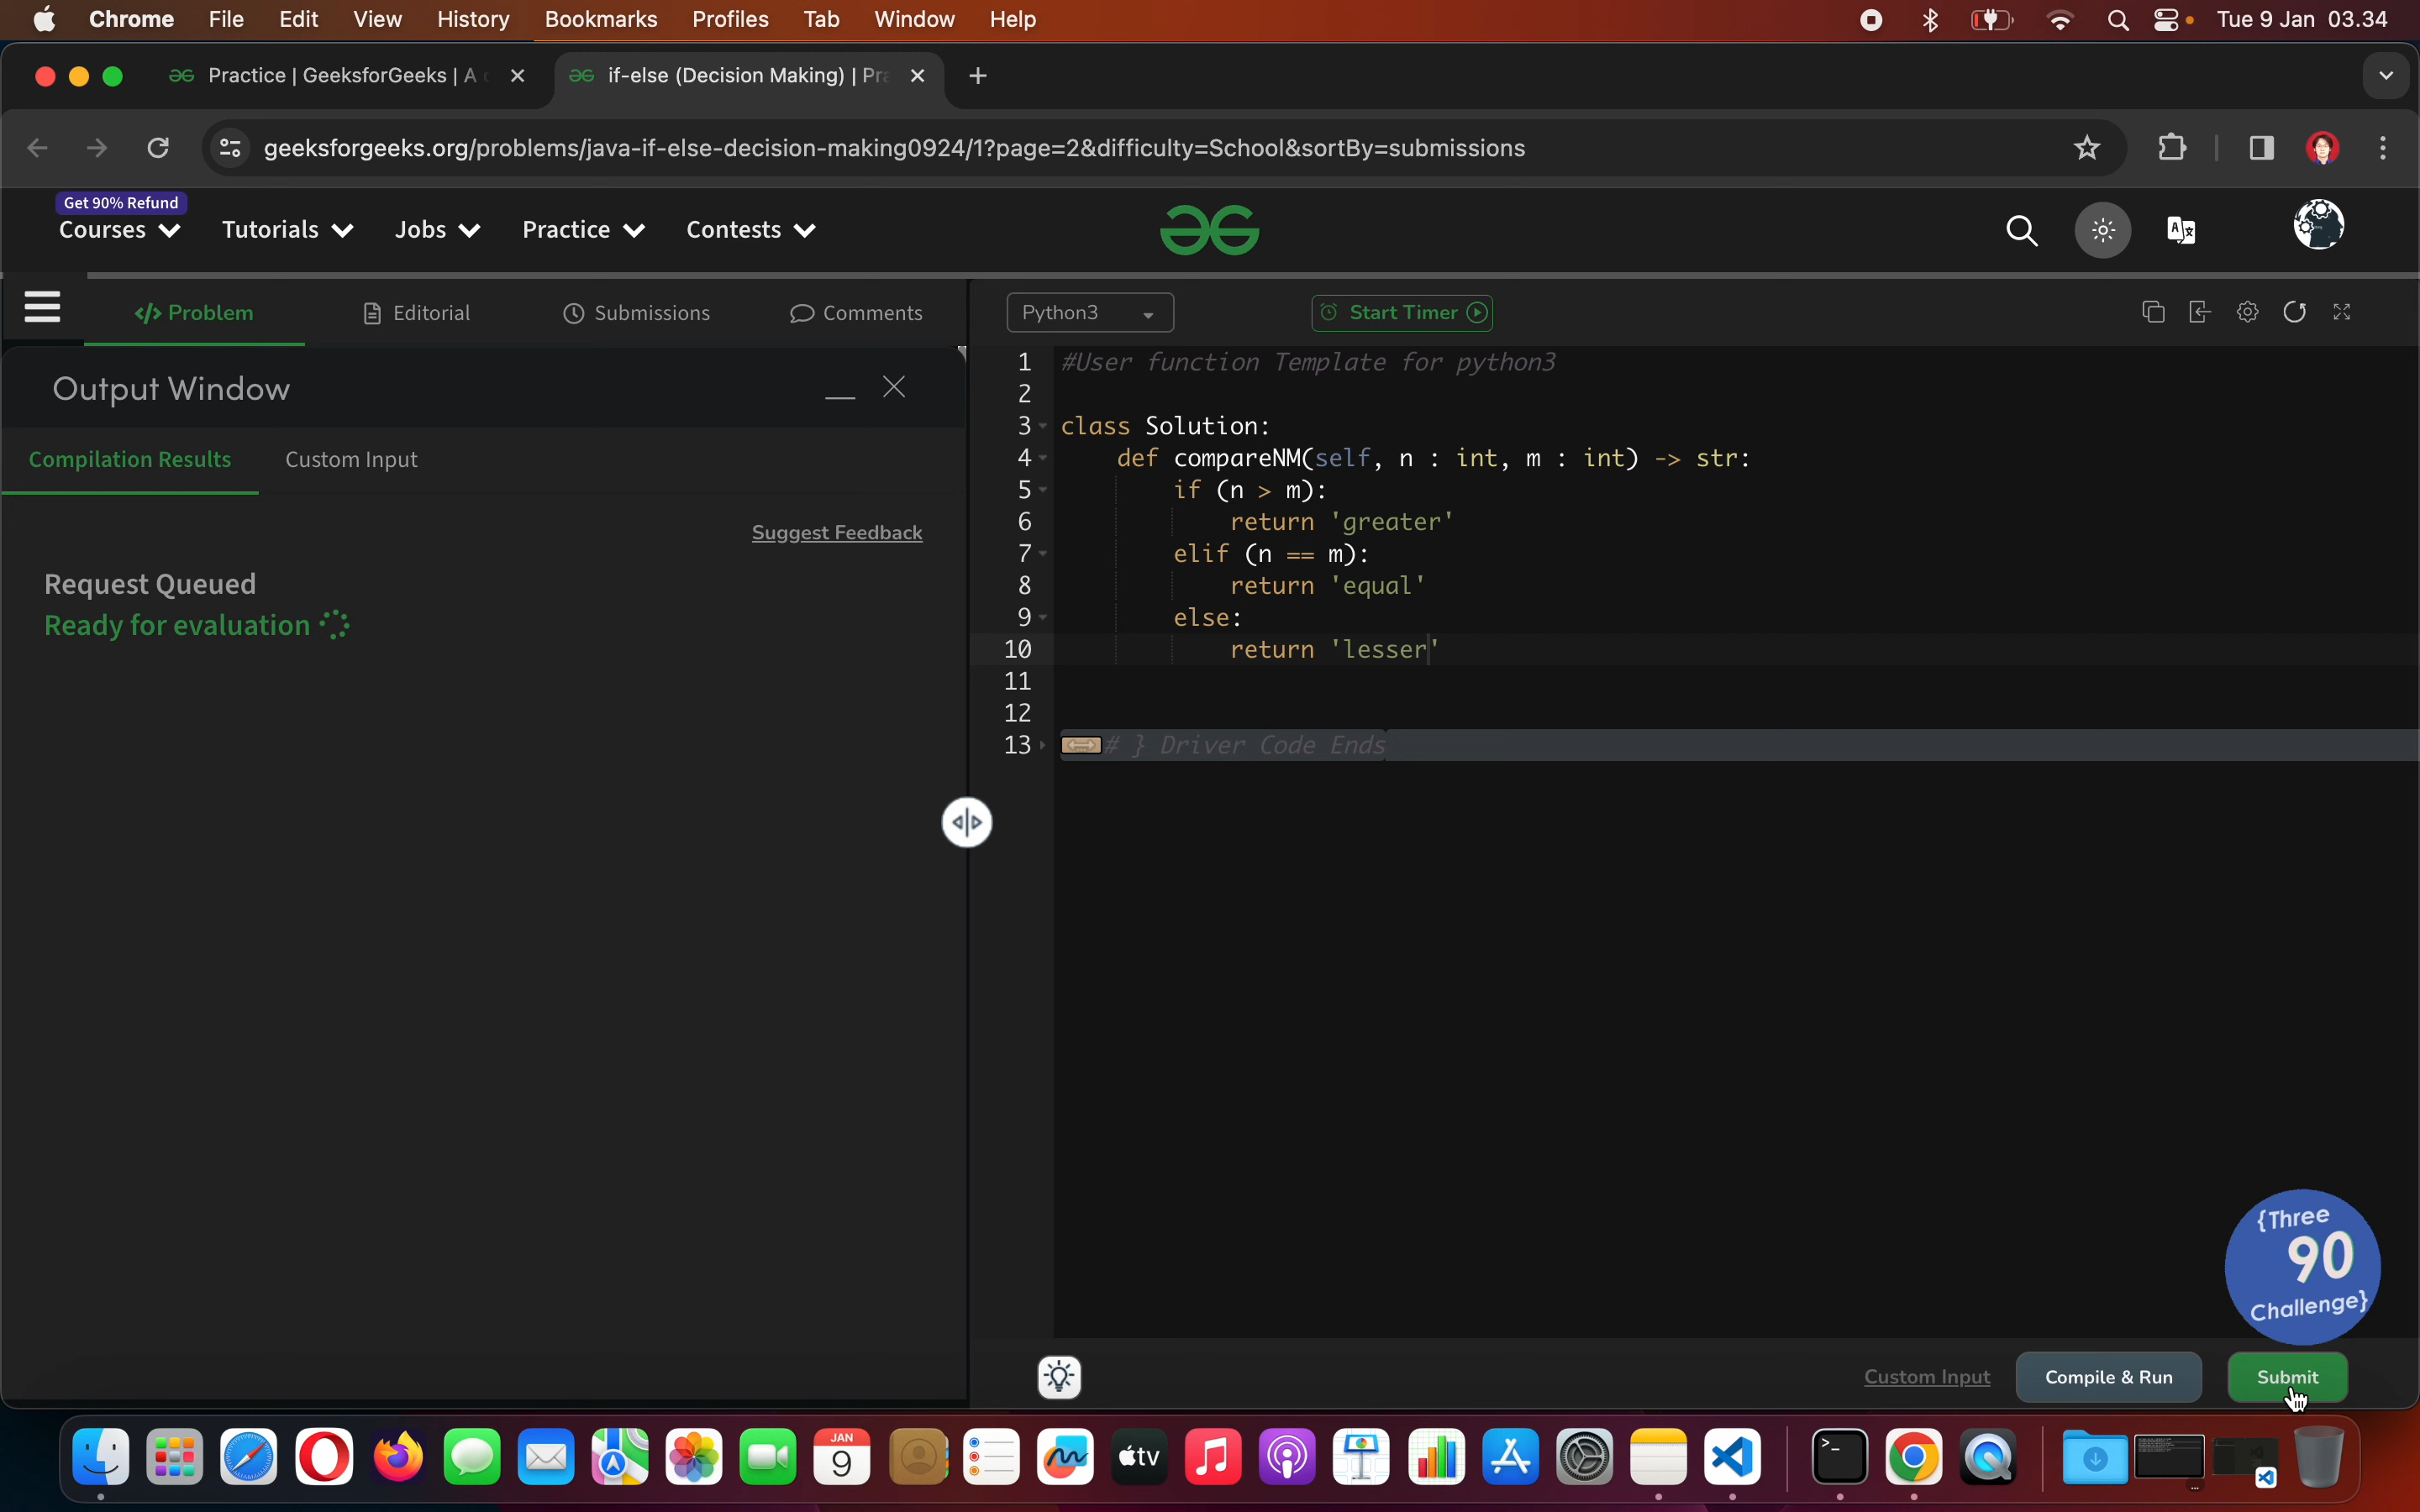 Chrome File Edit View History Bookmarks Profiles Tab Window Help Tue 9 Jan 03.34
Practice | GeeksforGeeks | A if-else (Decision Making) | Pra
geeksforgeeks.org/problems/java-if-else-decision-making0924/1?page=2&difficulty=School&sortBy=submissions
Get 90% Refund
Courses Tutorials Jobs Practice Contests
</> Problem Editorial Submissions Comments
Output Window
Compilation Results Custom Input
Suggest Feedback
Request Queued
Ready for evaluation
Python3 Start Timer
1 #User function Template for python3
2
3 class Solution:
4 def compareNM(self, n : int, m : int) -> str:
5 if (n > m):
6 return 'greater'
7 elif (n == m):
8 return 'equal'
9 else:
10 return 'lesser'
11
12
13 # } Driver Code Ends
{Three
90
Challenge}
Custom Input Compile & Run Submit
JAN
9
tv